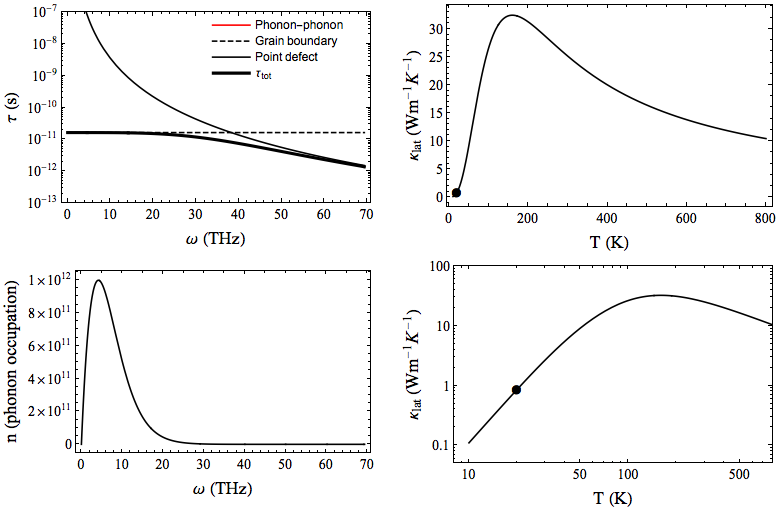 10⁻⁷
10⁻⁸
10⁻⁹
10⁻¹⁰
10⁻¹¹
10⁻¹²
10⁻¹³
τ (s)
Phonon-phonon
Grain boundary
Point defect
τtot
0 10 20 30 40 50 60 70
ω (THz)
30
25
20
15
10
5
0
κlat (Wm⁻¹K⁻¹)
0 200 400 600 800
T (K)
1×10¹²
8×10¹¹
6×10¹¹
4×10¹¹
2×10¹¹
0
n (phonon occupation)
0 10 20 30 40 50 60 70
ω (THz)
100
10
1
0.1
κlat (Wm⁻¹K⁻¹)
10 50 100 500
T (K)